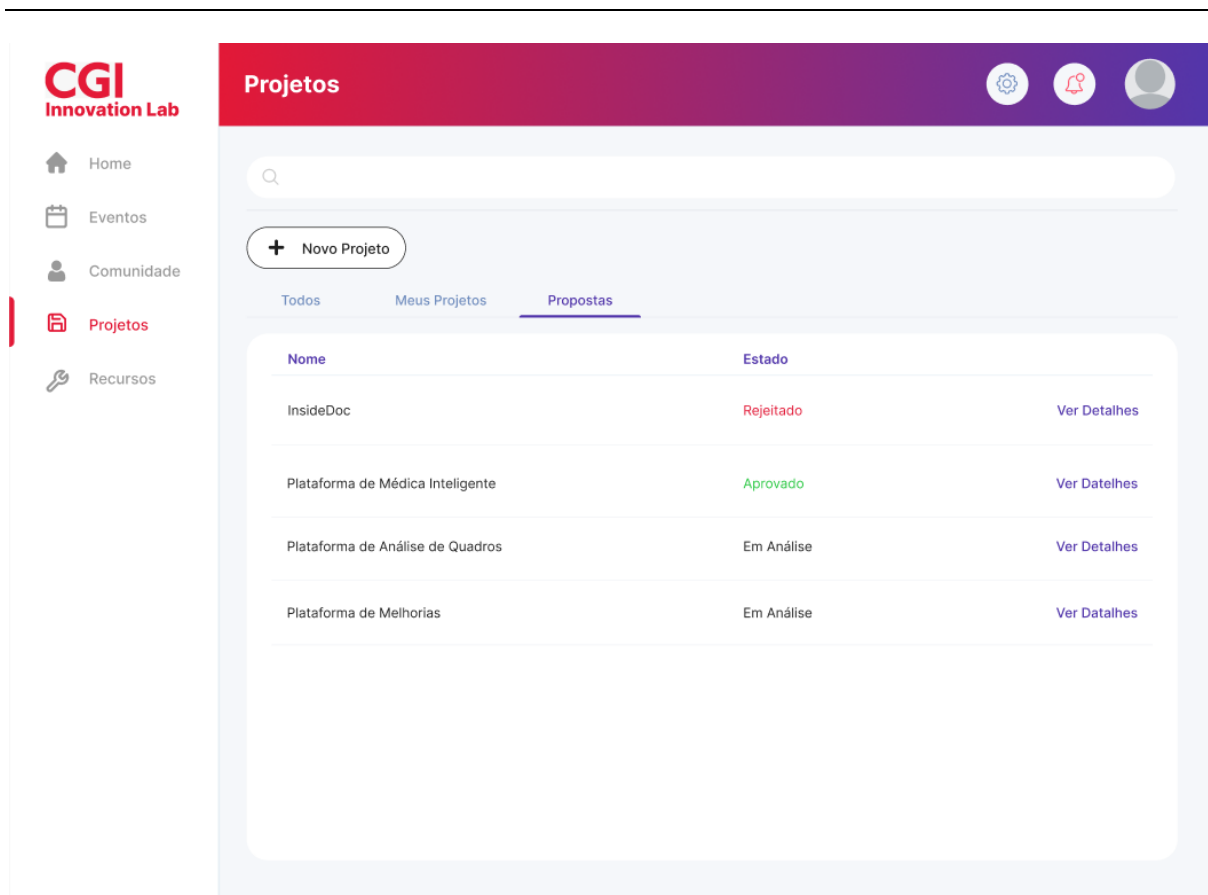 CGI
Innovation Lab
Projetos
Home
Eventos
Comunidade
Projetos
Recursos
+ Novo Projeto
Todos Meus Projetos Propostas
Nome Estado
InsideDoc Rejeitado Ver Detalhes
Plataforma de Médica Inteligente Aprovado Ver Datelhes
Plataforma de Análise de Quadros Em Análise Ver Detalhes
Plataforma de Melhorias Em Análise Ver Datalhes